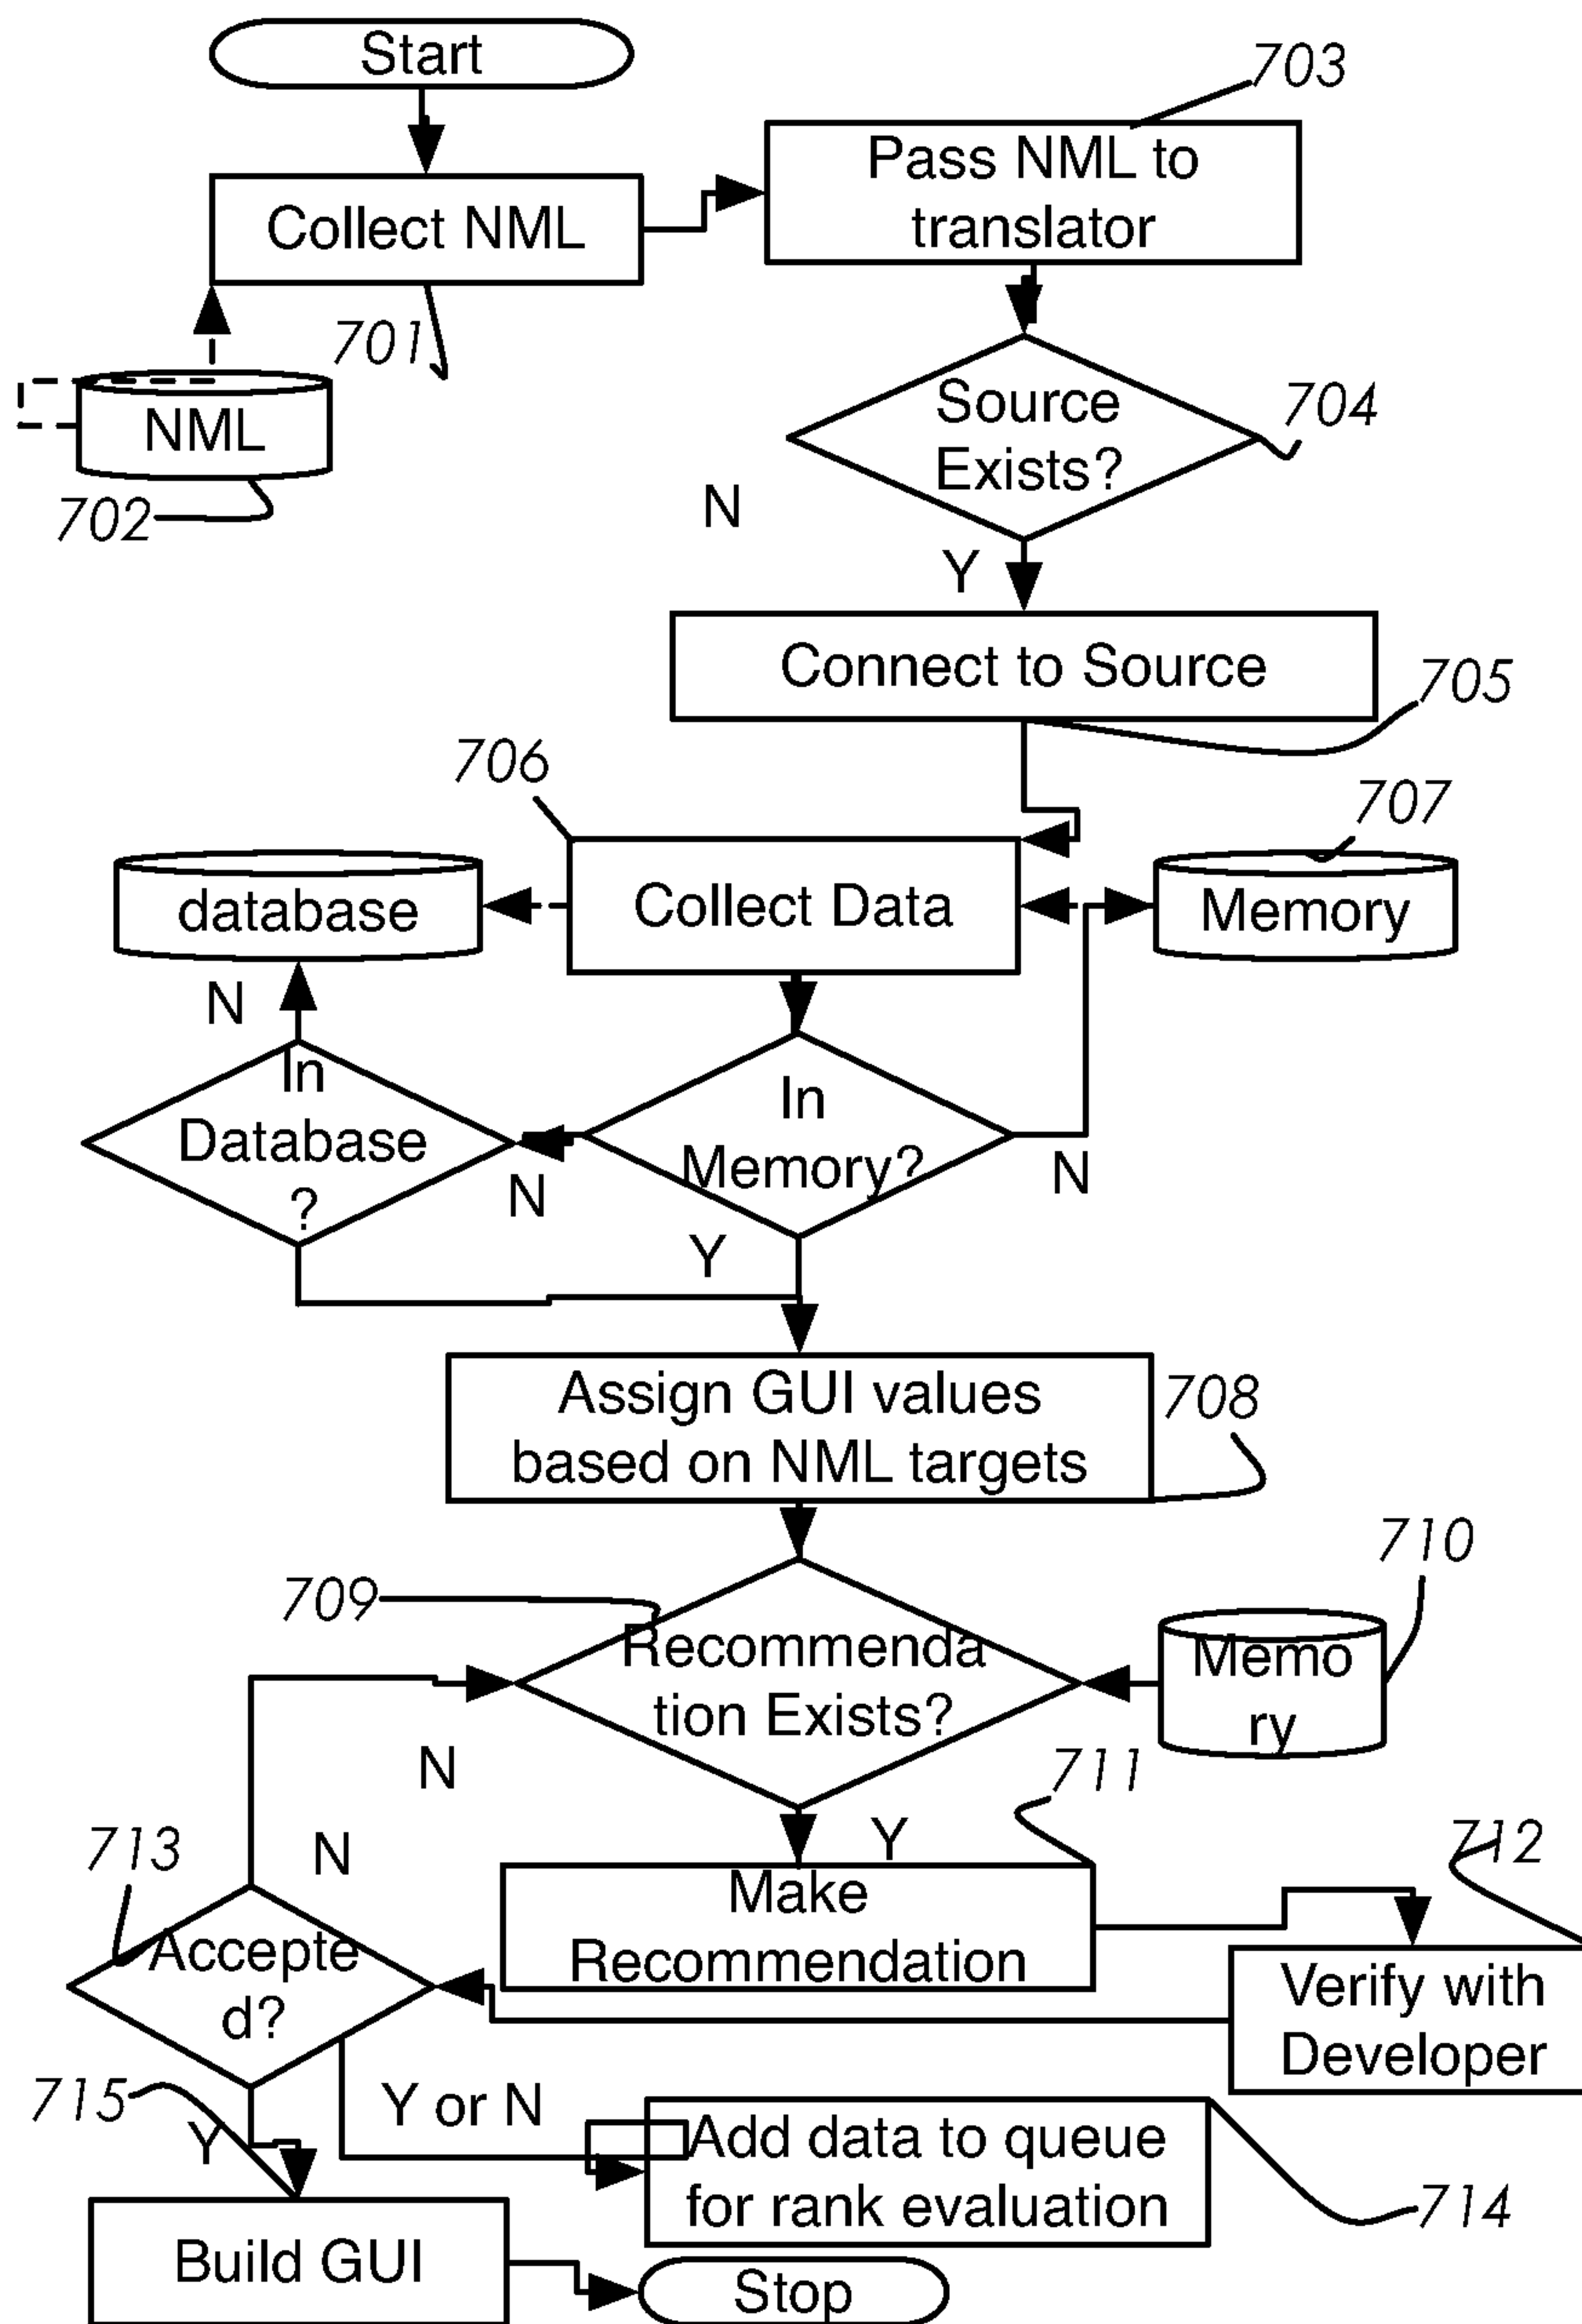 Start
703
Pass NML to
translator
Collect NML
701
NML
702
Source
Exists?
704
N
Y
Connect to Source
705
706
707
database
Collect Data
Memory
N
In
Database
?
In
Memory?
N
N
Y
Assign GUI values
based on NML targets
708
709
710
Recommenda
tion Exists?
Memo
ry
N
711
Y
712
713
N
Make
Recommendation
Accepte
d?
Verify with
Developer
715
Y
Y or N
Add data to queue
for rank evaluation
714
Build GUI
Stop